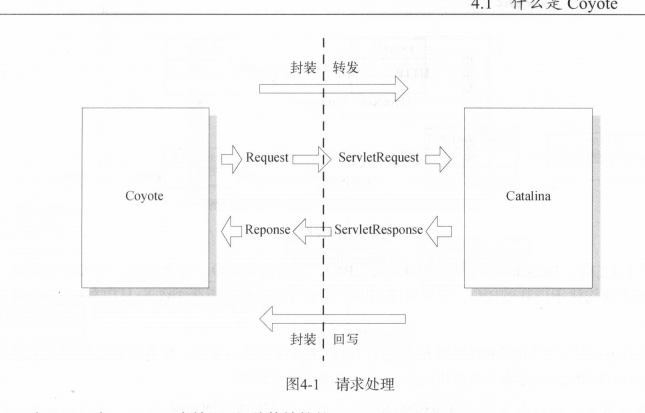 4.1 什么是 Coyote
封装 转发
Request ServletRequest
Coyote Catalina
Reponse ServletResponse
封装 回写
图4-1 请求处理